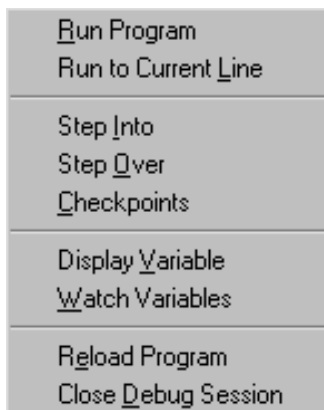 Run Program
Run to Current Line
Step Into
Step Over
Checkpoints
Display Variable
Watch Variables
Reload Program
Close Debug Session